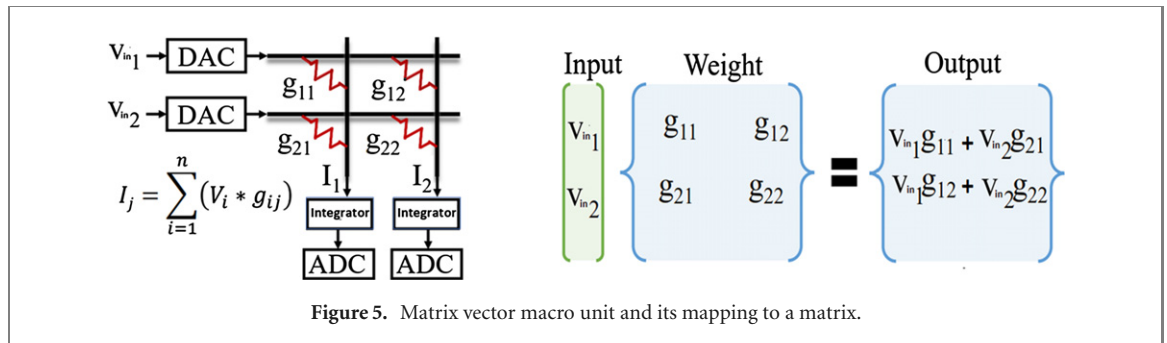 Vin1 DAC
g11 g12
Vin2 DAC
g21 g22
I1 I2
Ij = ∑ni=1 (Vi * gij)
Integrator Integrator
ADC ADC
Input Weight Output
Vin1 g11 g12 = Vin1g11 + Vin2g21
Vin2 g21 g22 Vin1g12 + Vin2g22
Figure 5. Matrix vector macro unit and its mapping to a matrix.